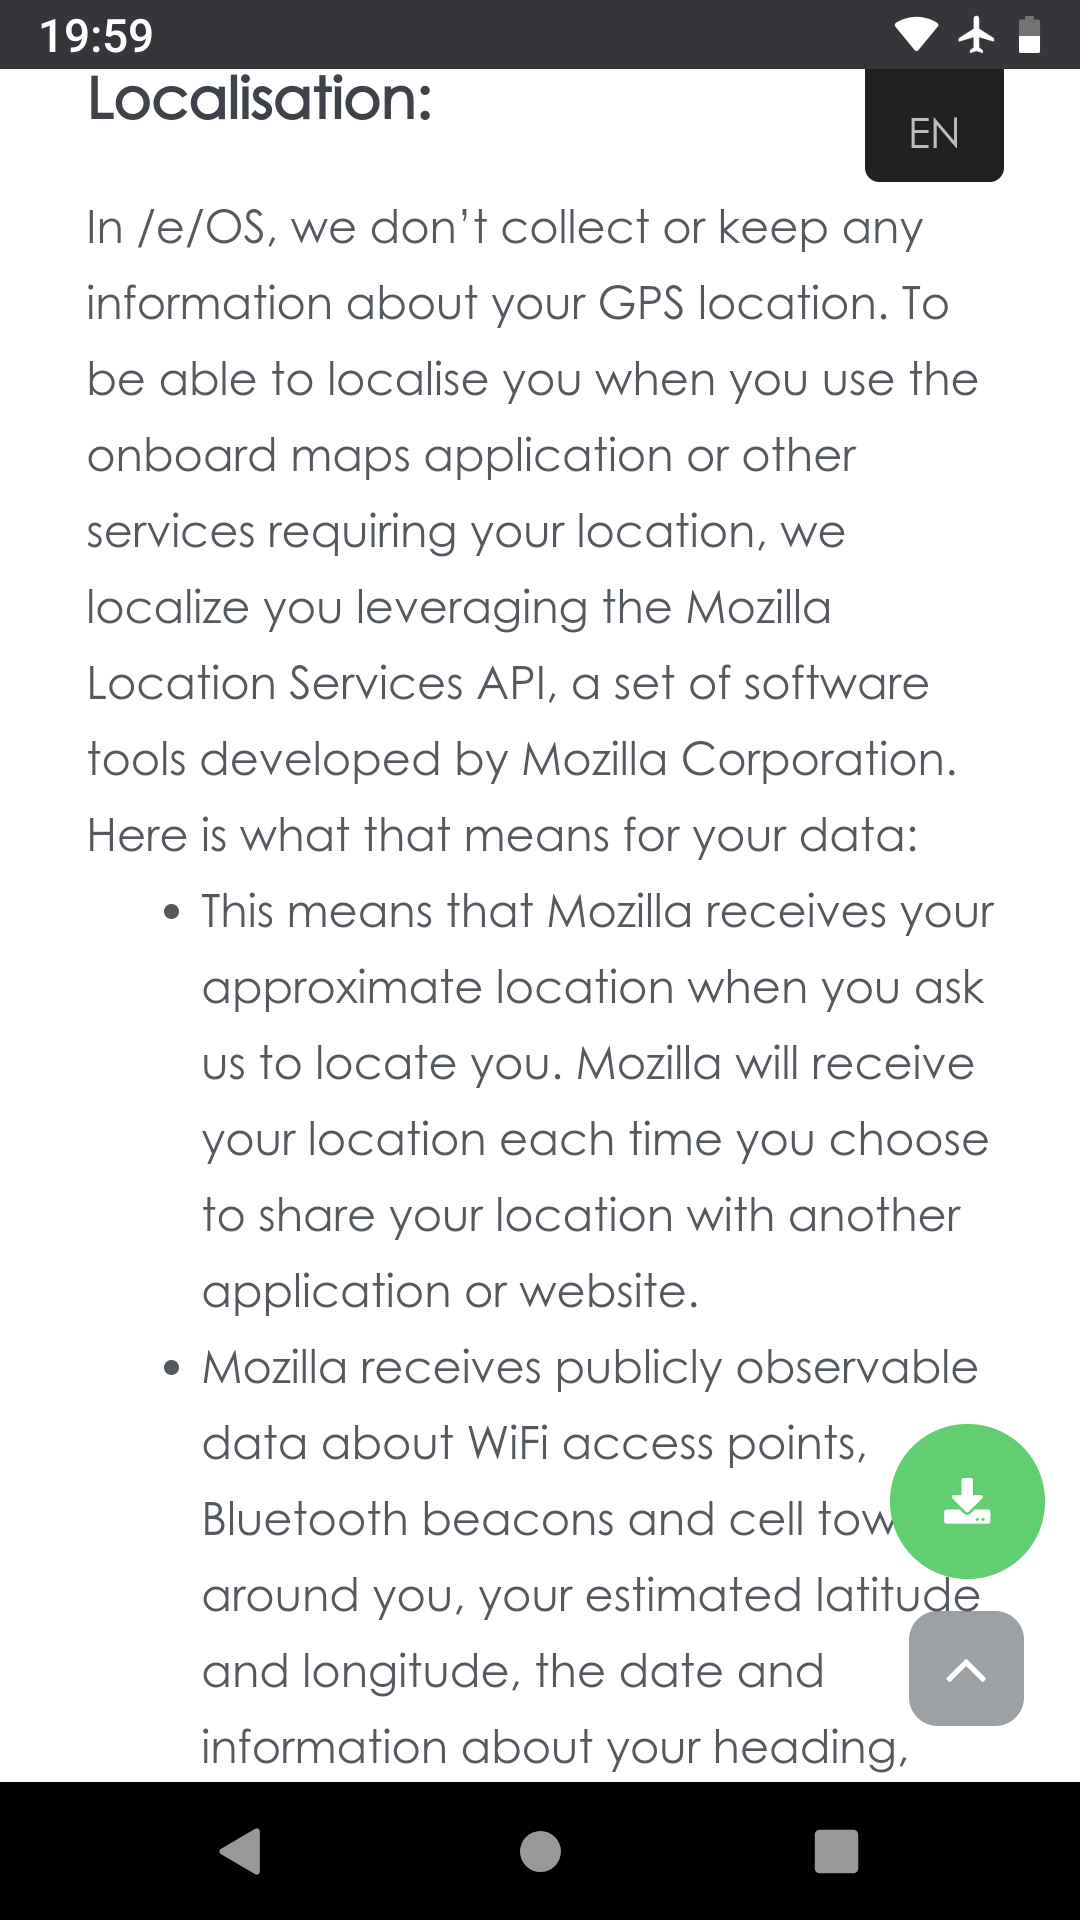 19:59
Localisation:
EN
In /e/OS, we don’t collect or keep any
information about your GPS location. To
be able to localise you when you use the
onboard maps application or other
services requiring your location, we
localize you leveraging the Mozilla
Location Services API, a set of software
tools developed by Mozilla Corporation.
Here is what that means for your data:
• This means that Mozilla receives your
approximate location when you ask
us to locate you. Mozilla will receive
your location each time you choose
to share your location with another
application or website.
• Mozilla receives publicly observable
data about WiFi access points,
Bluetooth beacons and cell tow
around you, your estimated latitude
and longitude, the date and
information about your heading,